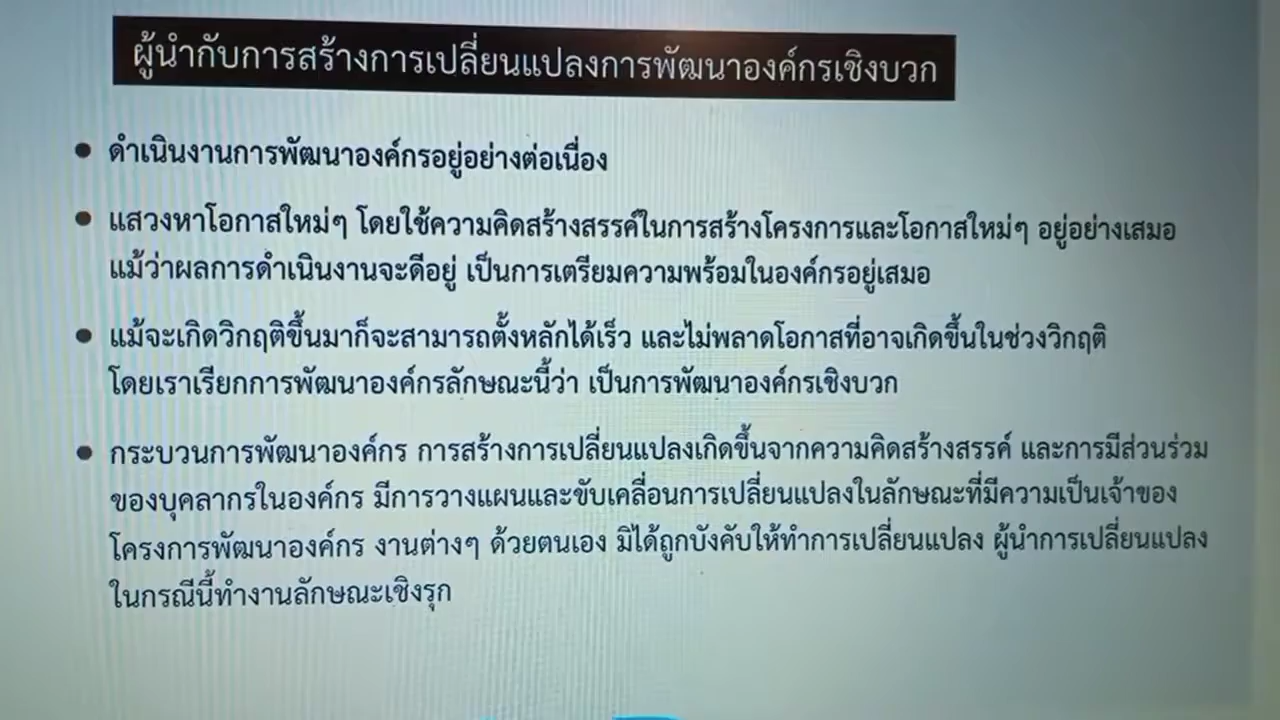 ผู้นำกับการสร้างการเปลี่ยนแปลงการพัฒนาองค์กรเชิงบวก
● ดำเนินงานการพัฒนาองค์กรอยู่อย่างต่อเนื่อง
● แสวงหาโอกาสใหม่ๆ โดยใช้ความคิดสร้างสรรค์ในการสร้างโครงการและโอกาสใหม่ๆ อยู่อย่างเสมอ
แม้ว่าผลการดำเนินงานจะดีอยู่ เป็นการเตรียมความพร้อมในองค์กรอยู่เสมอ
● แม้จะเกิดวิกฤติขึ้นมาก็จะสามารถตั้งหลักได้เร็ว และไม่พลาดโอกาสที่อาจเกิดขึ้นในช่วงวิกฤติ
โดยเราเรียกการพัฒนาองค์กรลักษณะนี้ว่า เป็นการพัฒนาองค์กรเชิงบวก
● กระบวนการพัฒนาองค์กร การสร้างการเปลี่ยนแปลงเกิดขึ้นจากความคิดสร้างสรรค์ และการมีส่วนร่วม
ของบุคลากรในองค์กร มีการวางแผนและขับเคลื่อนการเปลี่ยนแปลงในลักษณะที่มีความเป็นเจ้าของ
โครงการพัฒนาองค์กร งานต่างๆ ด้วยตนเอง มิได้ถูกบังคับให้ทำการเปลี่ยนแปลง ผู้นำการเปลี่ยนแปลง
ในกรณีนี้ทำงานลักษณะเชิงรุก